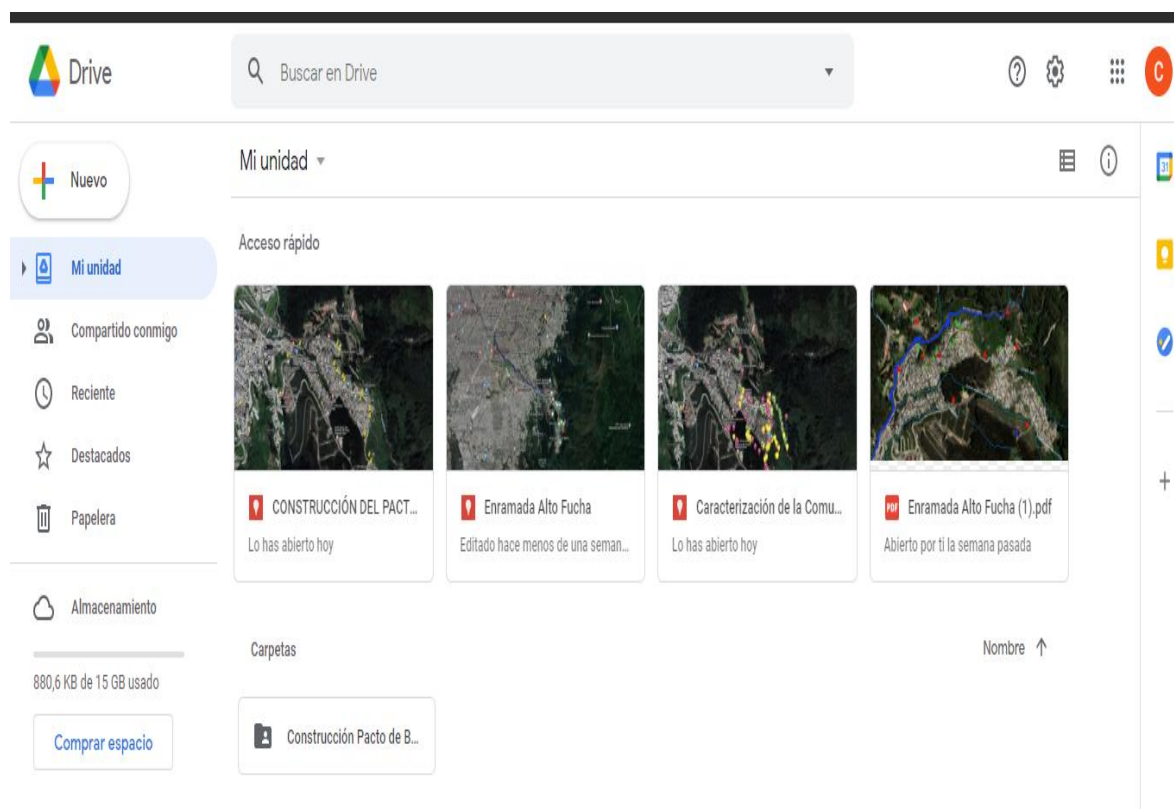 Drive
Buscar en Drive
C
Nuevo
Mi unidad
31
Mi unidad
Compartido conmigo
Reciente
Destacados
Papelera
Almacenamiento
880,6 KB de 15 GB usado
Comprar espacio
Acceso rápido
CONSTRUCCIÓN DEL PACT...
Lo has abierto hoy
Enramada Alto Fucha
Editado hace menos de una seman...
Caracterización de la Comu...
Lo has abierto hoy
PDF Enramada Alto Fucha (1).pdf
Abierto por ti la semana pasada
Carpetas
Nombre
Construcción Pacto de B...